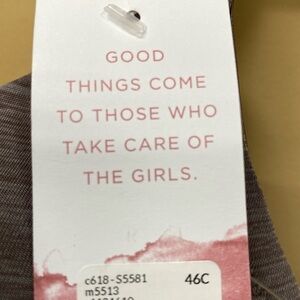 GOOD
THINGS COME
TO THOSE WHO
TAKE CARE OF
THE GIRLS.
c618-S5581 46C
m5513